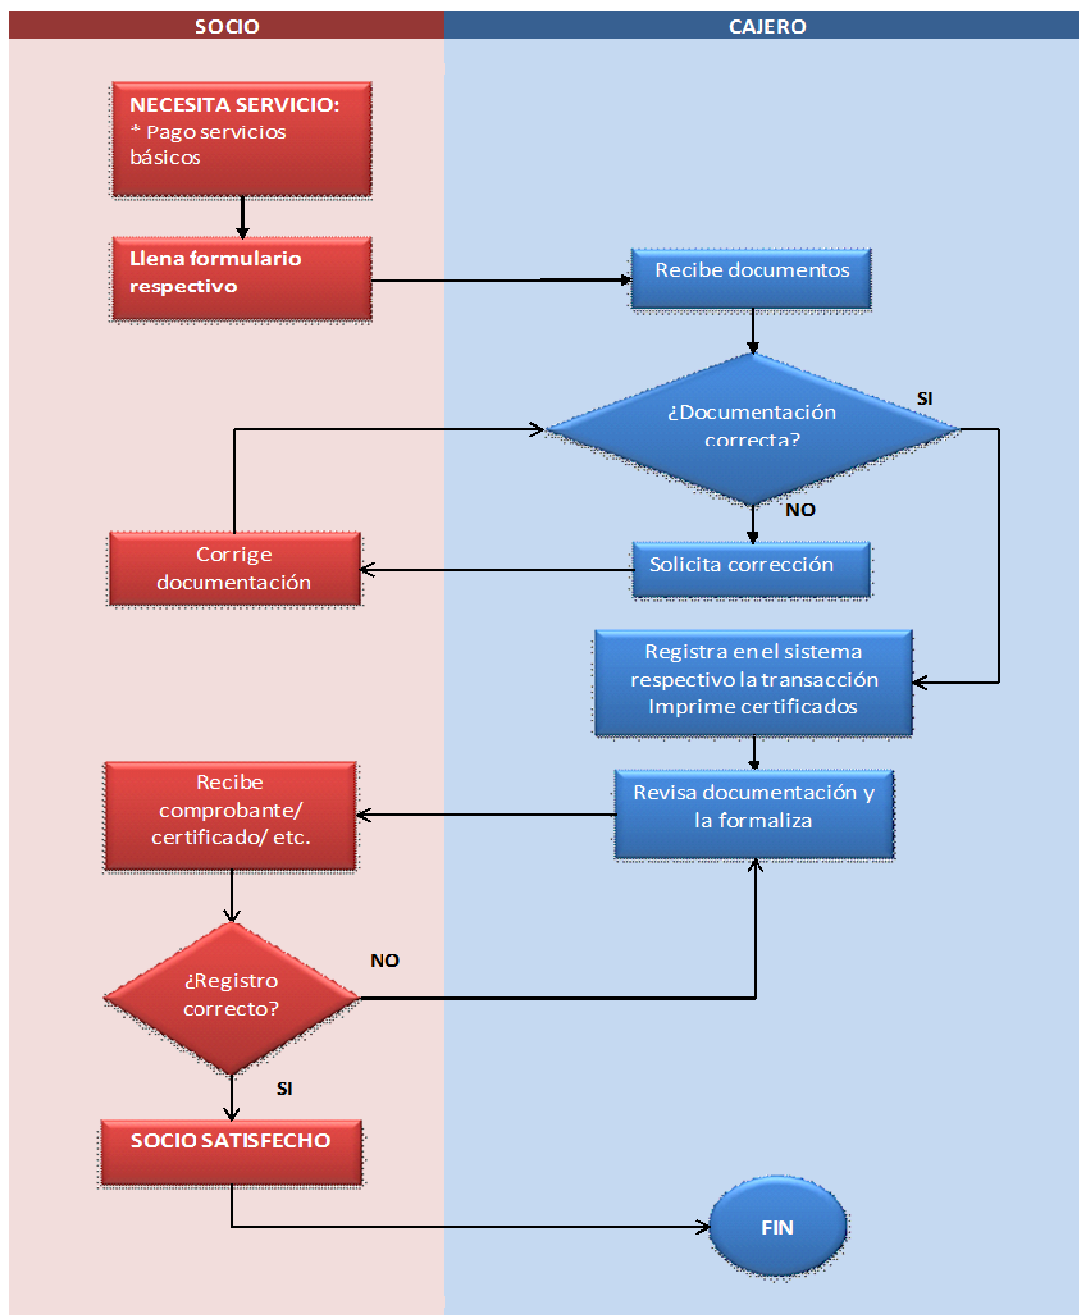 SOCIO
CAJERO
NECESITA SERVICIO:
* Pago servicios
básicos
Llena formulario
respectivo
Recibe documentos
¿Documentación
correcta?
SI
NO
Corrige
documentación
Solicita corrección
Registra en el sistema
respectivo la transacción
Imprime certificados
Recibe
comprobante/
certificado/ etc.
Revisa documentación y
la formaliza
¿Registro
correcto?
NO
SI
SOCIO SATISFECHO
FIN